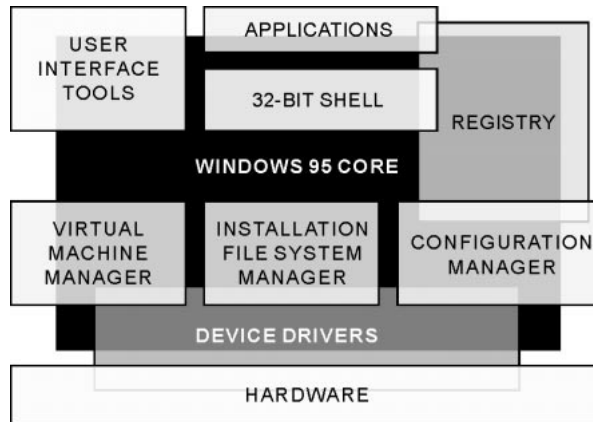 USER
INTERFACE
TOOLS
APPLICATIONS
32-BIT SHELL
REGISTRY
WINDOWS 95 CORE
VIRTUAL
MACHINE
MANAGER
INSTALLATION
FILE SYSTEM
MANAGER
CONFIGURATION
MANAGER
DEVICE DRIVERS
HARDWARE